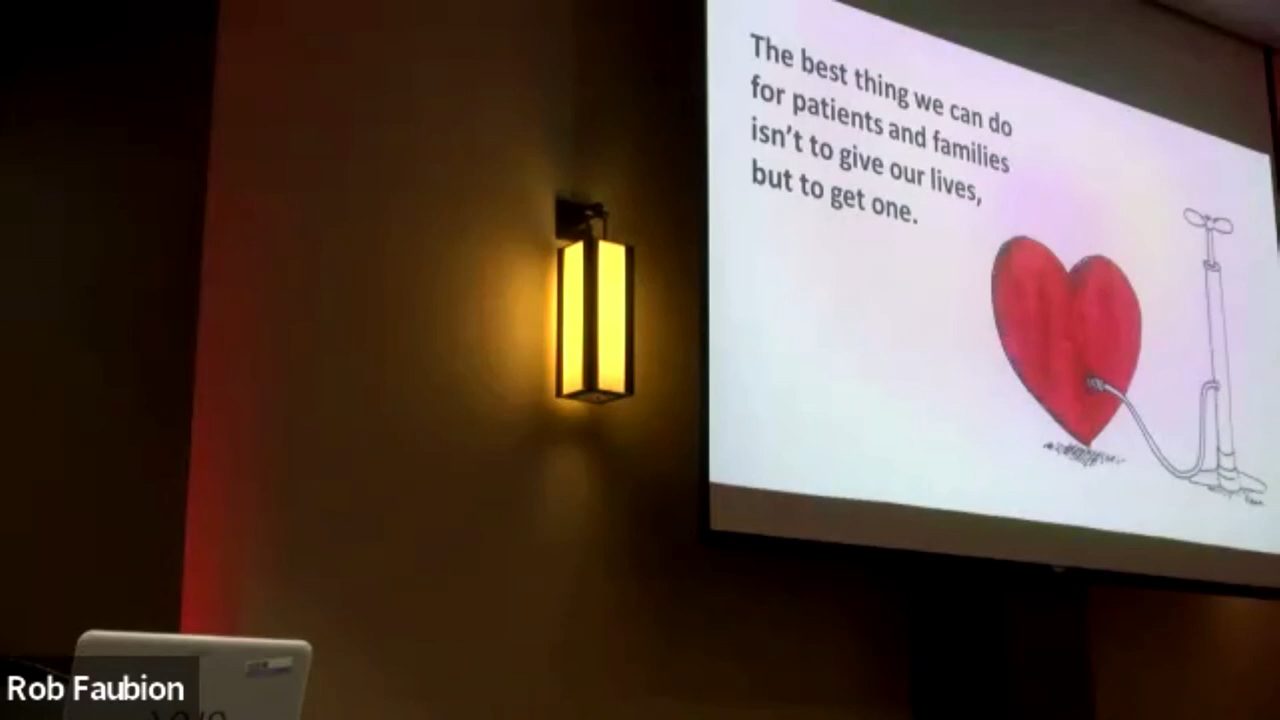 The best thing we can do
for patients and families
isn't to give our lives,
but to get one.
Rob Faubion